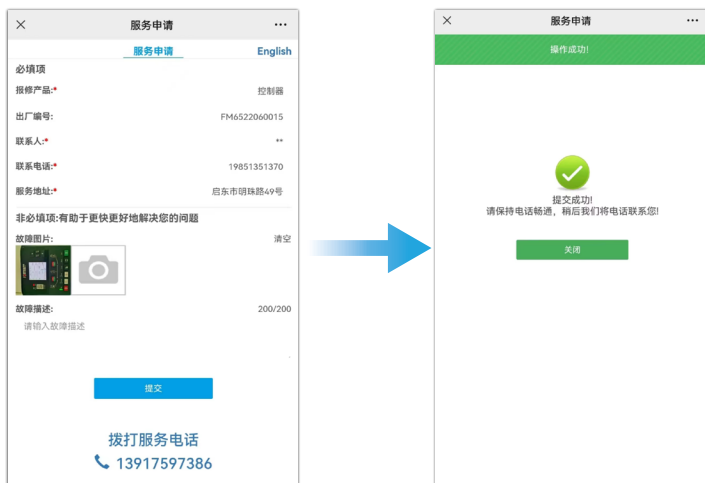 服务申请
服务申请
English
必填项
报修产品:*
控制器
出厂编号:
FM6522060015
联系人:*
**
联系电话:*
19851351370
服务地址:*
启东市明珠路49号
非必填项:有助于更快更好地解决您的问题
故障图片:
清空
故障描述:
200/200
请输入故障描述
提交
拨打服务电话
13917597386
服务申请
操作成功!
提交成功!
请保持电话畅通，稍后我们将电话联系您!
关闭